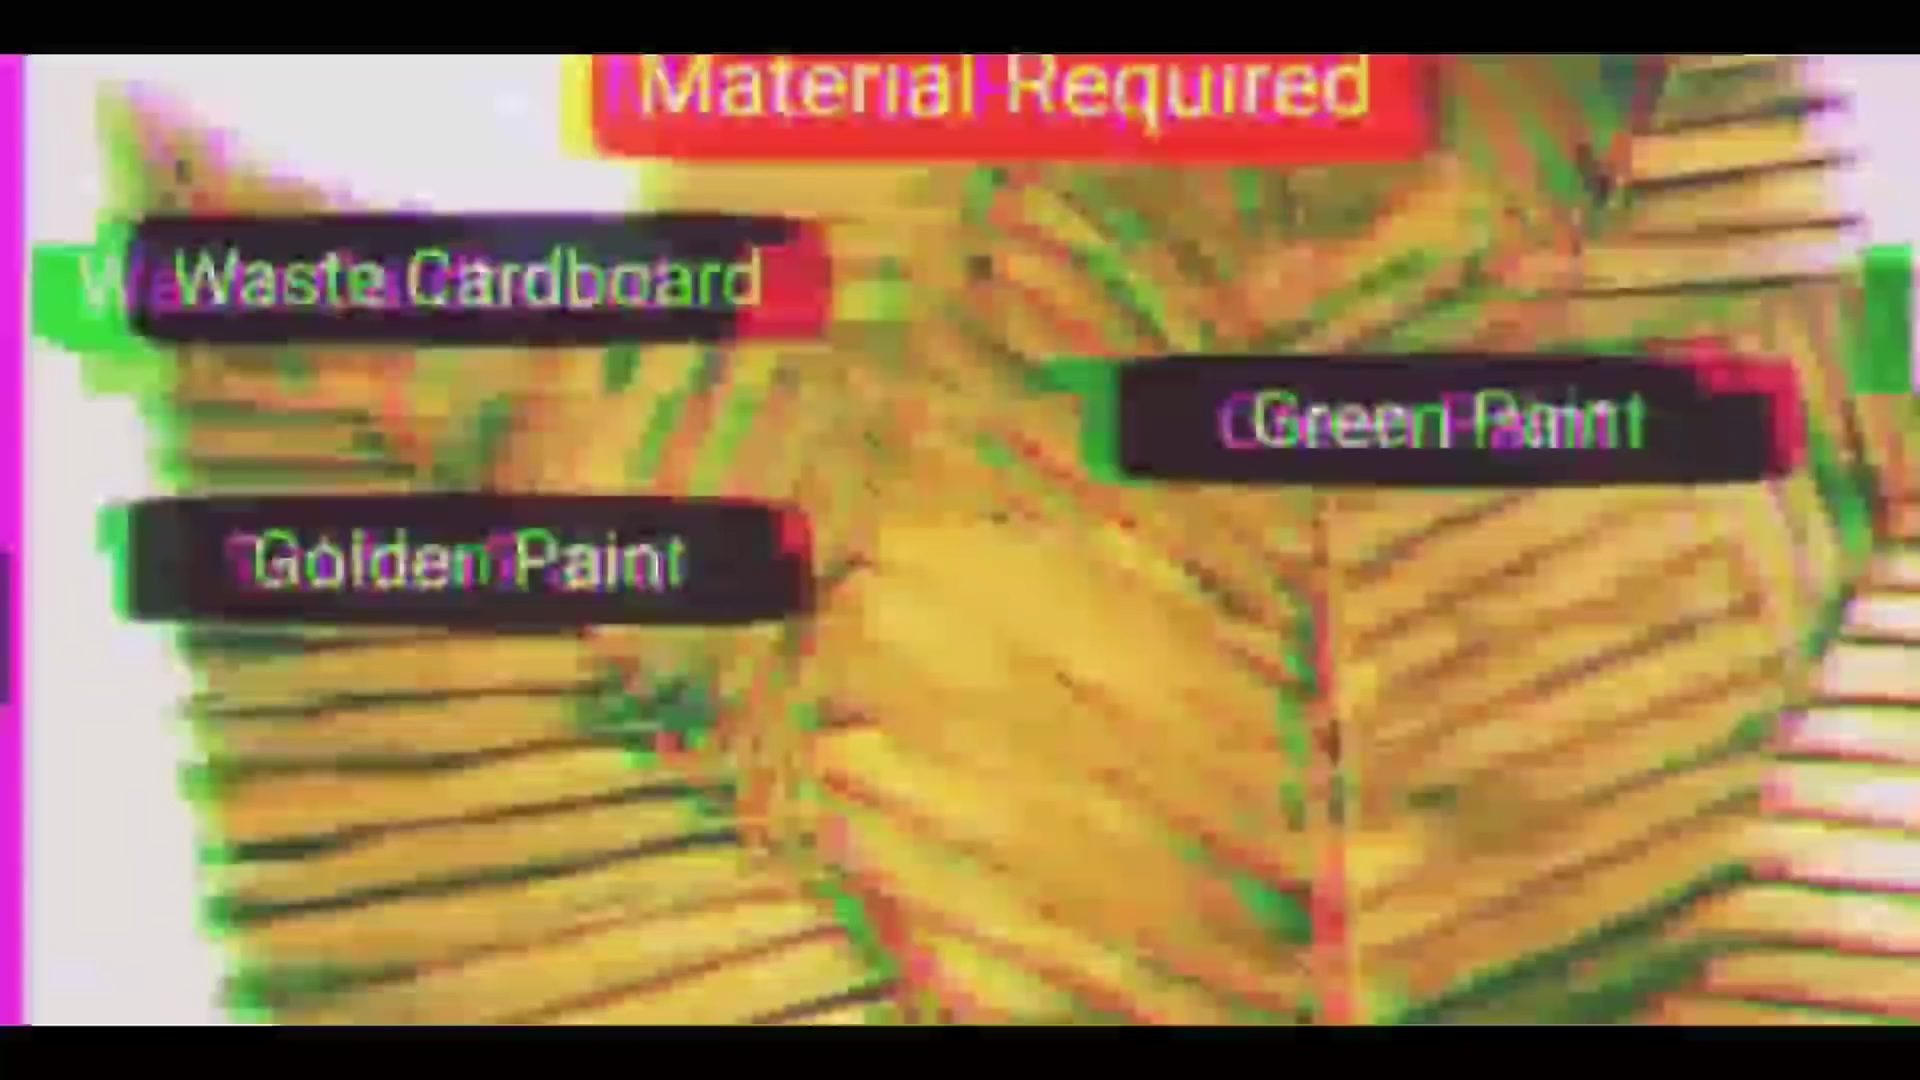 Material Required
Waste Cardboard
Green Paint
Golden Paint